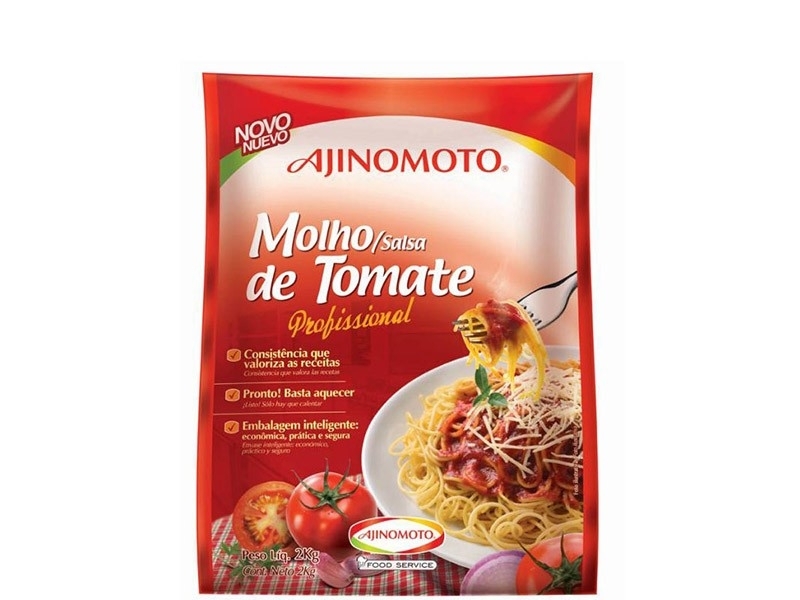 NOVO
NUEVO
AJINOMOTO®
Molho/Salsa
de Tomate
Profissional
Consistência que
valoriza as receitas
Consistencia que valora las recetas
Pronto! Basta aquecer
¡Listo! Sólo hay que calentar
Embalagem inteligente:
econômica, prática e segura
Envase inteligente: económico,
práctico y seguro
Peso Líq. 2Kg
Cont. Neto 2Kg
AJINOMOTO®
FOOD SERVICE